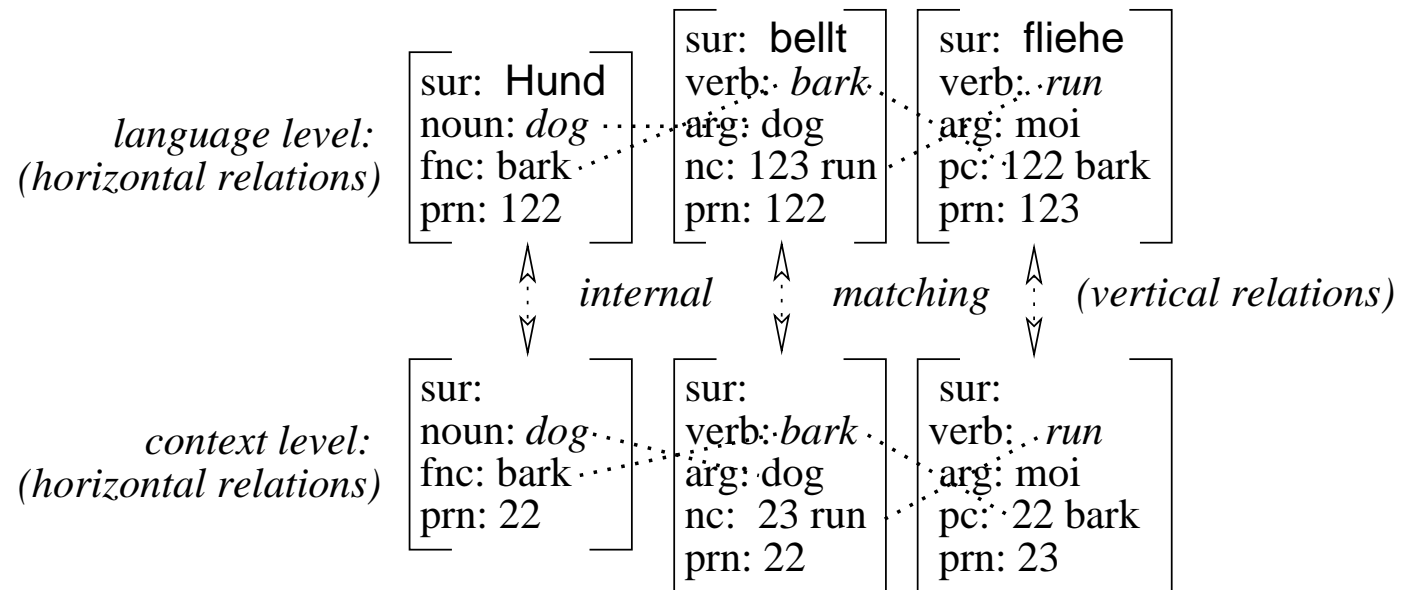 language level:
(horizontal relations)
sur: Hund
noun: dog
fnc: bark
prn: 122
sur: bellt
verb: bark
arg: dog
nc: 123 run
prn: 122
sur: fliehe
verb: run
arg: moi
pc: 122 bark
prn: 123
internal matching (vertical relations)
context level:
(horizontal relations)
sur:
noun: dog
fnc: bark
prn: 22
sur:
verb: bark
arg: dog
nc: 23 run
prn: 22
sur:
verb: run
arg: moi
pc: 22 bark
prn: 23